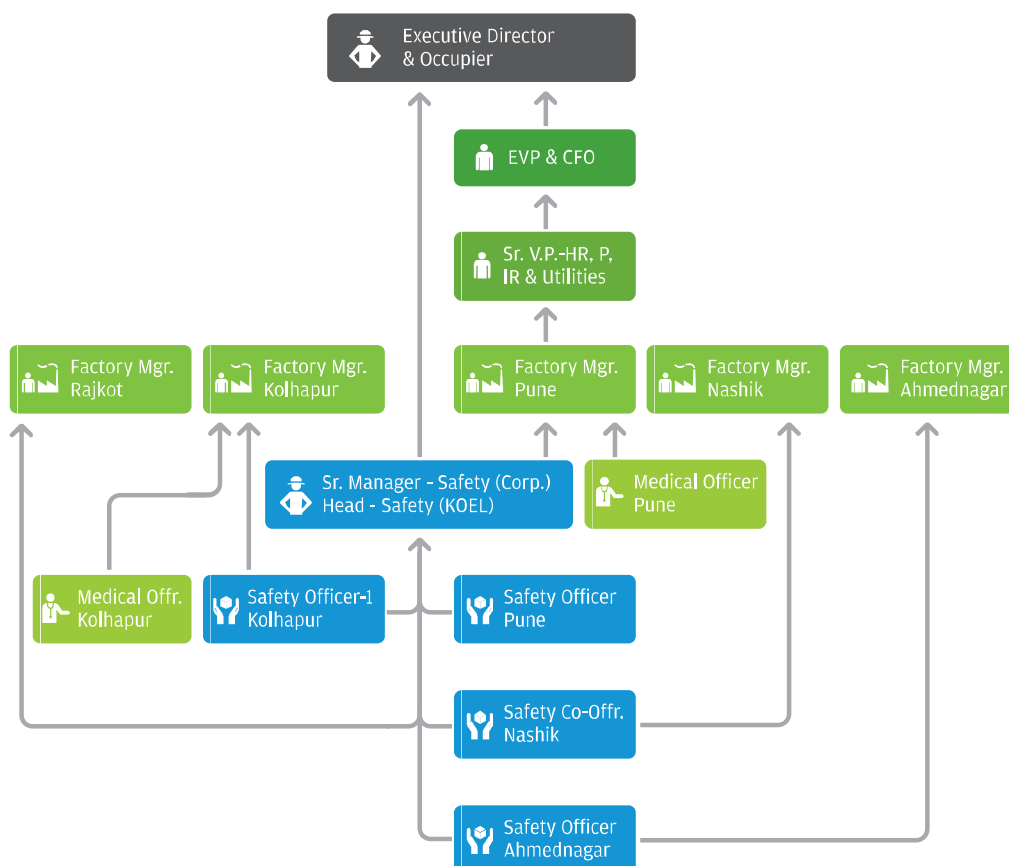 Executive Director
& Occupier
EVP & CFO
Sr. V.P.-HR, P,
IR & Utilities
Factory Mgr.
Rajkot
Factory Mgr.
Kolhapur
Factory Mgr.
Pune
Factory Mgr.
Nashik
Factory Mgr.
Ahmednagar
Sr. Manager - Safety (Corp.)
Head - Safety (KOEL)
Medical Officer
Pune
Medical Offr.
Kolhapur
Safety Officer-1
Kolhapur
Safety Officer
Pune
Safety Co-Offr.
Nashik
Safety Officer
Ahmednagar